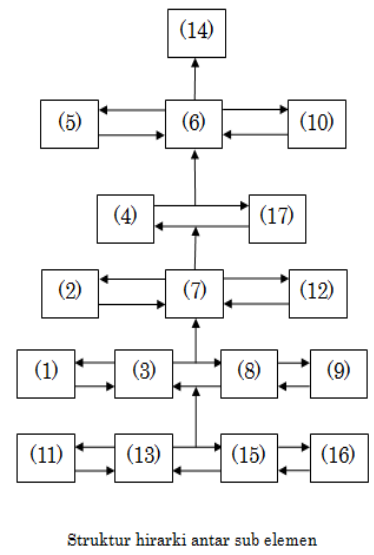 (14)
(5) (6) (10)
(4) (17)
(2) (7) (12)
(1) (3) (8) (9)
(11) (13) (15) (16)
Struktur hirarki antar sub elemen